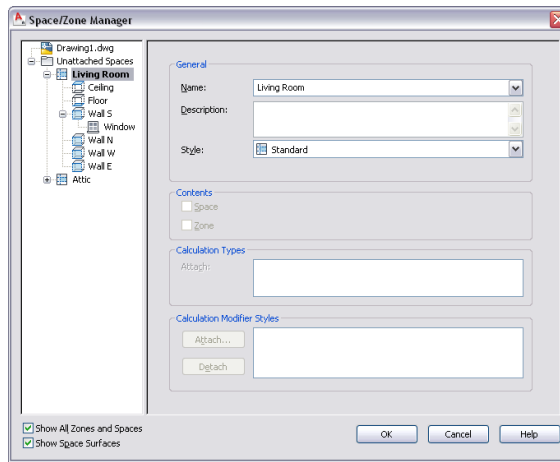 Space/Zone Manager
Drawing1.dwg
Unattached Spaces
Living Room
Ceiling
Floor
Wall S
Window
Wall N
Wall W
Wall E
Attic
General
Name:
Living Room
Description:
Style:
Standard
Contents
Space
Zone
Calculation Types
Attach:
Calculation Modifier Styles
Attach...
Detach
Show All Zones and Spaces
Show Space Surfaces
OK
Cancel
Help